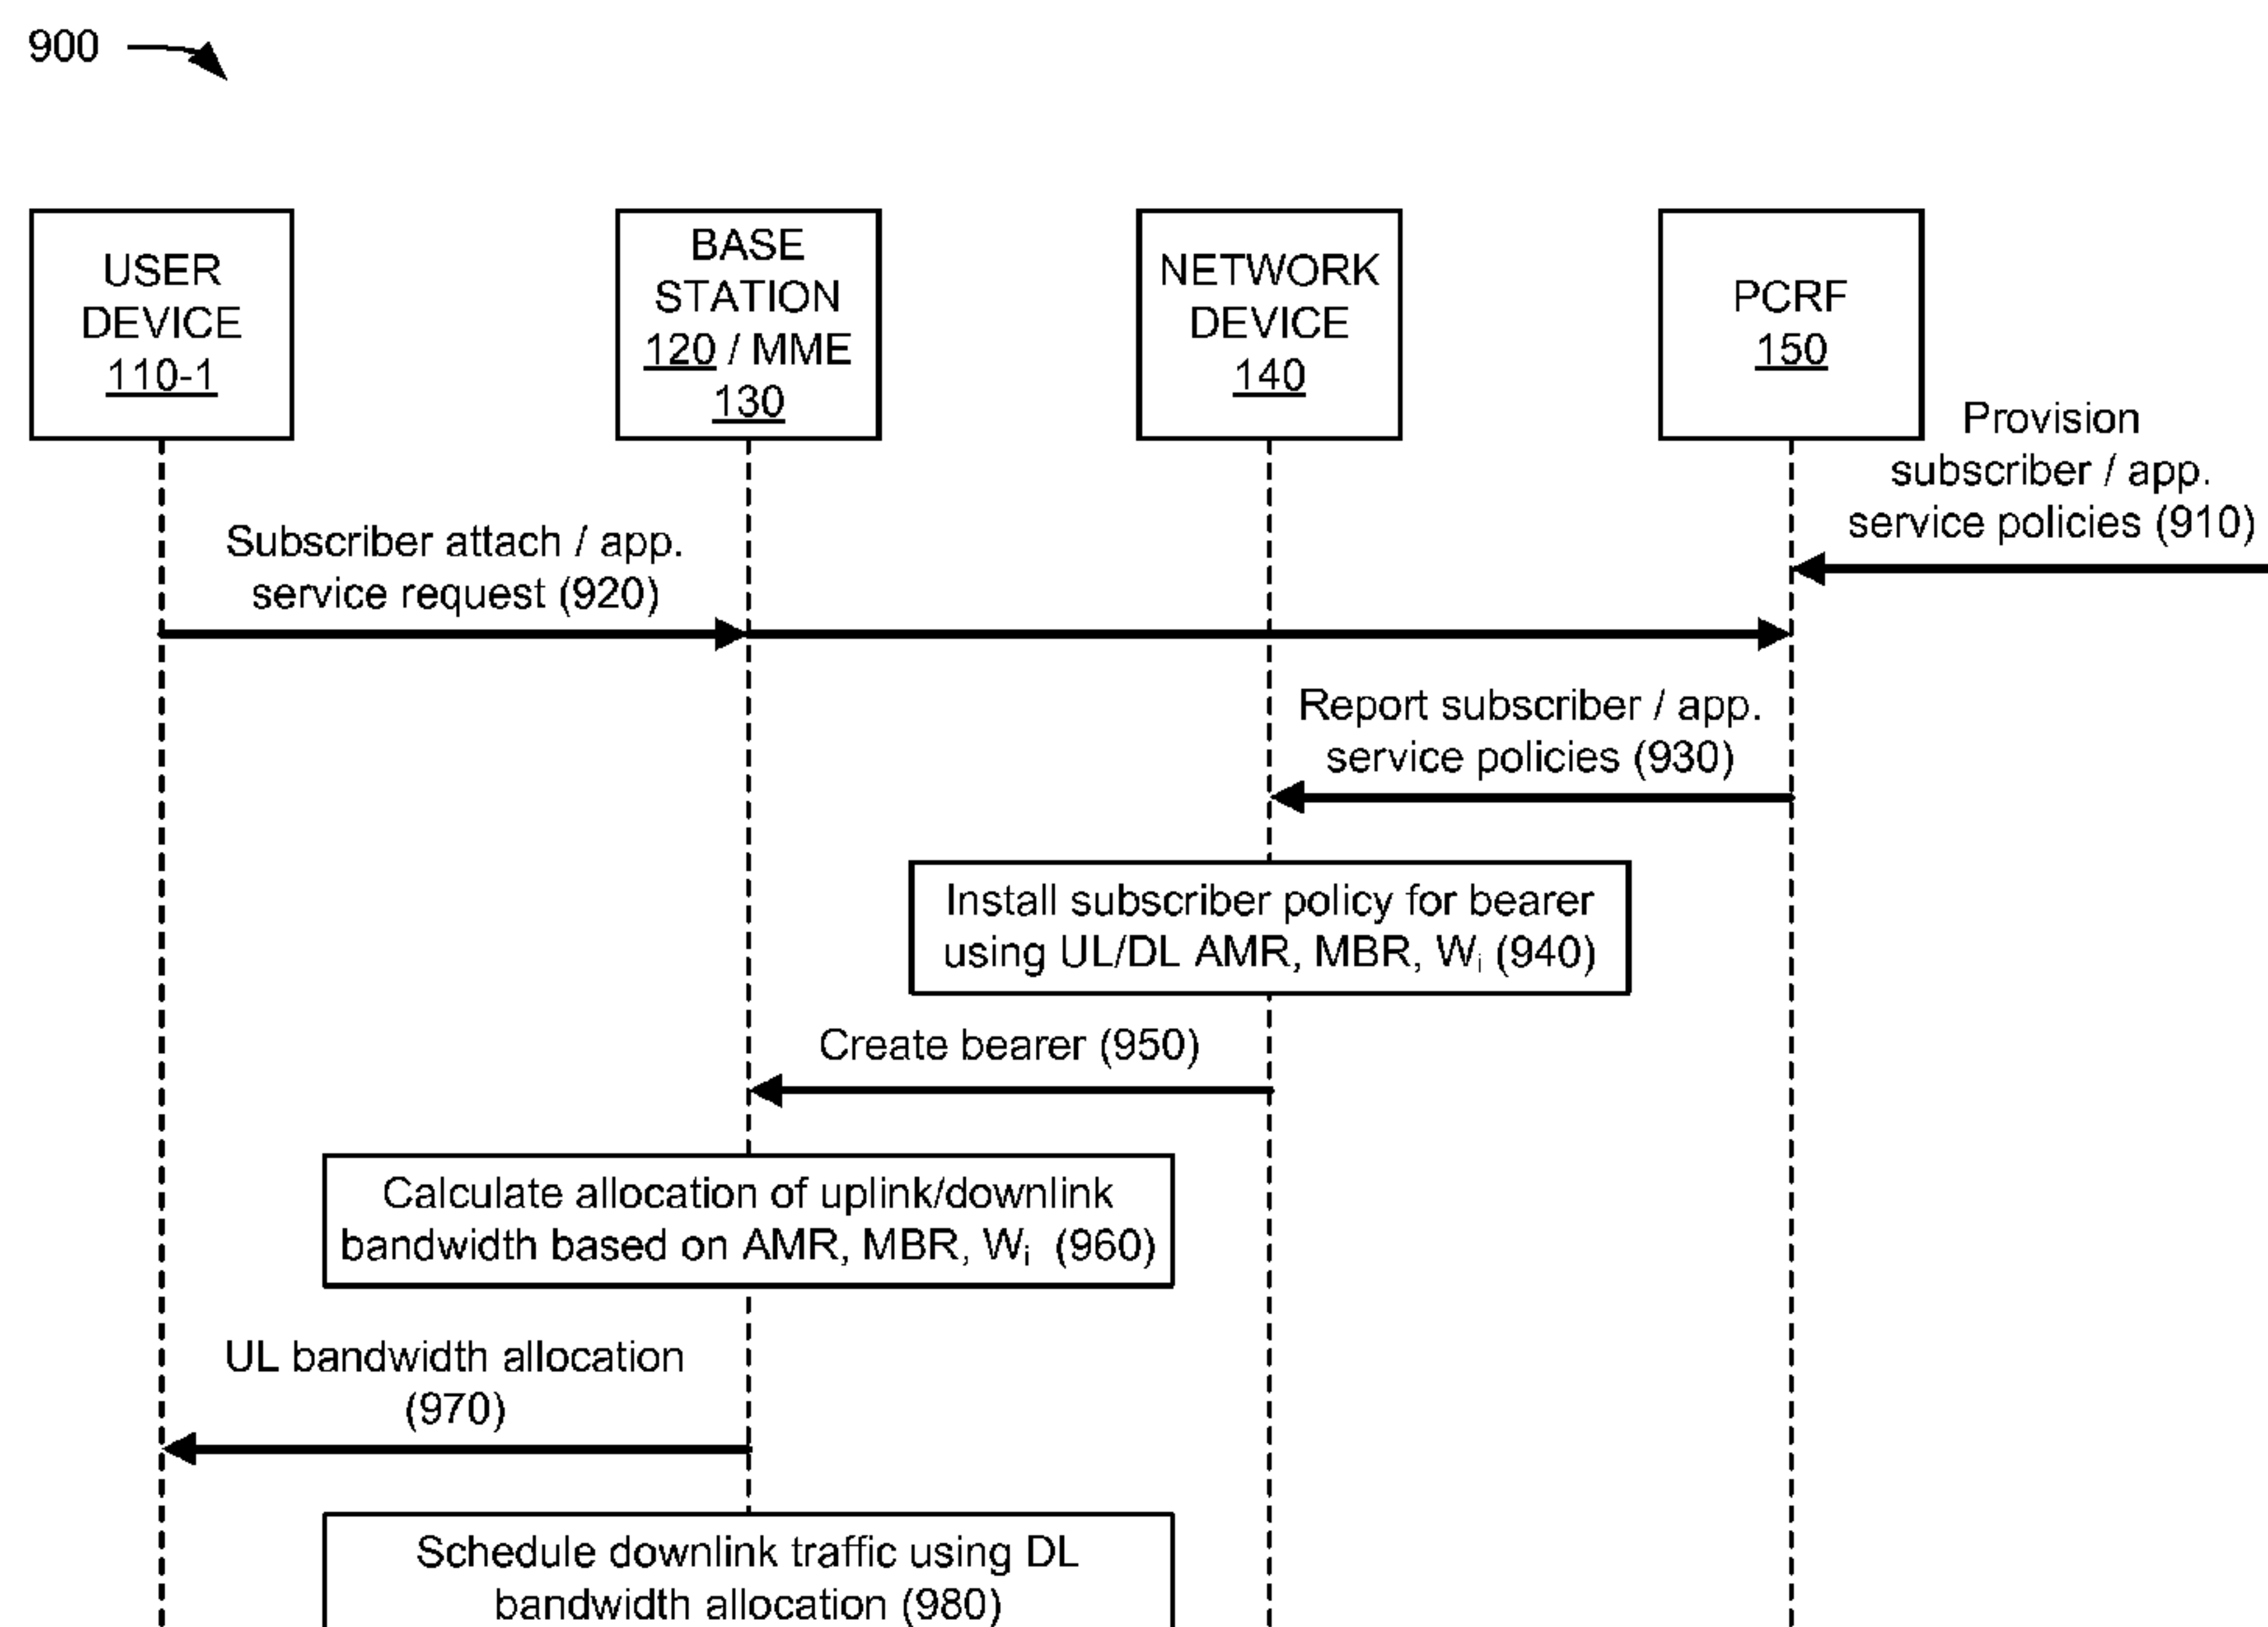 900
USER
DEVICE
110-1
BASE
STATION
120 / MME
130
NETWORK
DEVICE
140
PCRF
150
Provision
subscriber / app.
service policies (910)
Subscriber attach / app.
service request (920)
Report subscriber / app.
service policies (930)
Install subscriber policy for bearer
using UL/DL AMR, MBR, Wi (940)
Create bearer (950)
Calculate allocation of uplink/downlink
bandwidth based on AMR, MBR, Wi (960)
UL bandwidth allocation
(970)
Schedule downlink traffic using DL
bandwidth allocation (980)